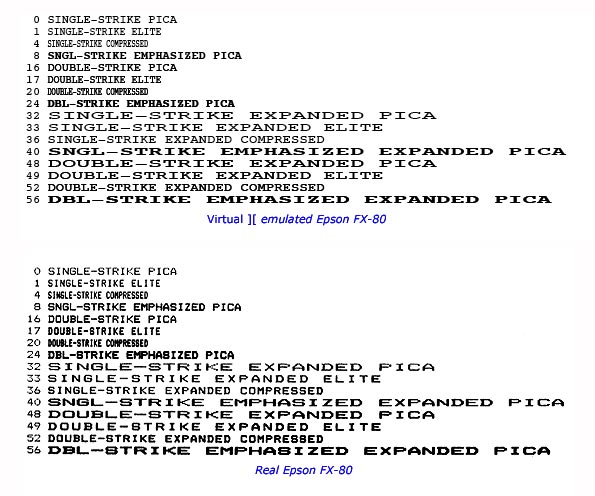 0 SINGLE-STRIKE PICA
1 SINGLE-STRIKE ELITE
4 SINGLE-STRIKE COMPRESSED
8 SNGL-STRIKE EMPHASIZED PICA
16 DOUBLE-STRIKE PICA
17 DOUBLE-STRIKE ELITE
20 DOUBLE-STRIKE COMPRESSED
24 DBL-STRIKE EMPHASIZED PICA
32 SINGLE-STRIKE EXPANDED PICA
33 SINGLE-STRIKE EXPANDED ELITE
36 SINGLE-STRIKE EXPANDED COMPRESSED
40 SNGL-STRIKE EMPHASIZED EXPANDED PICA
48 DOUBLE-STRIKE EXPANDED PICA
49 DOUBLE-STRIKE EXPANDED ELITE
52 DOUBLE-STRIKE EXPANDED COMPRESSED
56 DBL-STRIKE EMPHASIZED EXPANDED PICA
Virtual ][ emulated Epson FX-80
0 SINGLE-STRIKE PICA
1 SINGLE-STRIKE ELITE
4 SINGLE-STRIKE COMPRESSED
8 SNGL-STRIKE EMPHASIZED PICA
16 DOUBLE-STRIKE PICA
17 DOUBLE-STRIKE ELITE
20 DOUBLE-STRIKE COMPRESSED
24 DBL-STRIKE EMPHASIZED PICA
32 SINGLE-STRIKE EXPANDED PICA
33 SINGLE-STRIKE EXPANDED ELITE
36 SINGLE-STRIKE EXPANDED COMPRESSED
40 SNGL-STRIKE EMPHASIZED EXPANDED PICA
48 DOUBLE-STRIKE EXPANDED PICA
49 DOUBLE-STRIKE EXPANDED ELITE
52 DOUBLE-STRIKE EXPANDED COMPRESSED
56 DBL-STRIKE EMPHASIZED EXPANDED PICA
Real Epson FX-80